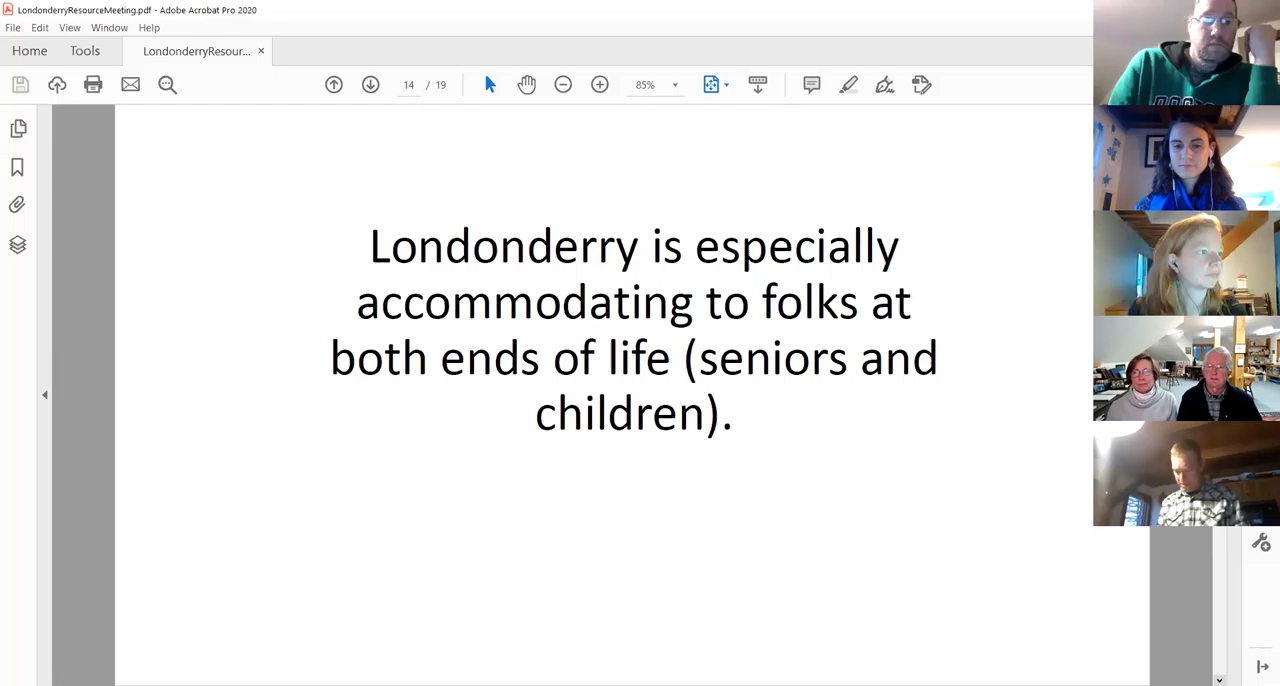 LondonderryResourceMeeting.pdf - Adobe Acrobat Pro 2020
File Edit View Window Help
Home Tools LondonderryResour... ×
14 / 19 85%
Londonderry is especially
accommodating to folks at
both ends of life (seniors and
children).